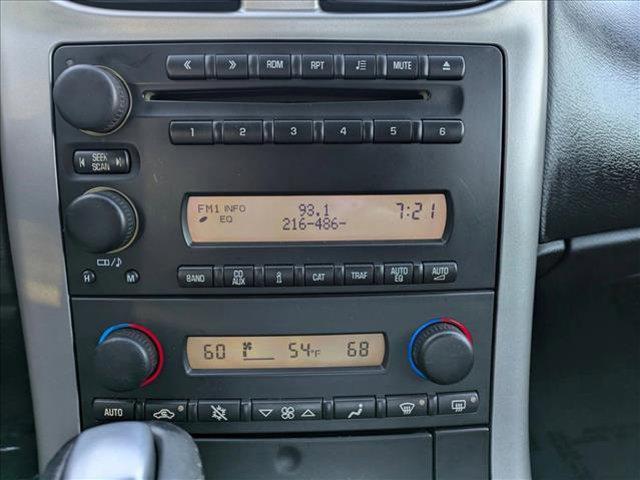 RDM RPT MUTE
1 2 3 4 5 6
SEEK
SCAN
FM1 INFO 93.1 7:21
EQ 216-486-
H M
BAND CD AUX CAT TRAF AUTO EQ AUTO
60 54°F 68
AUTO